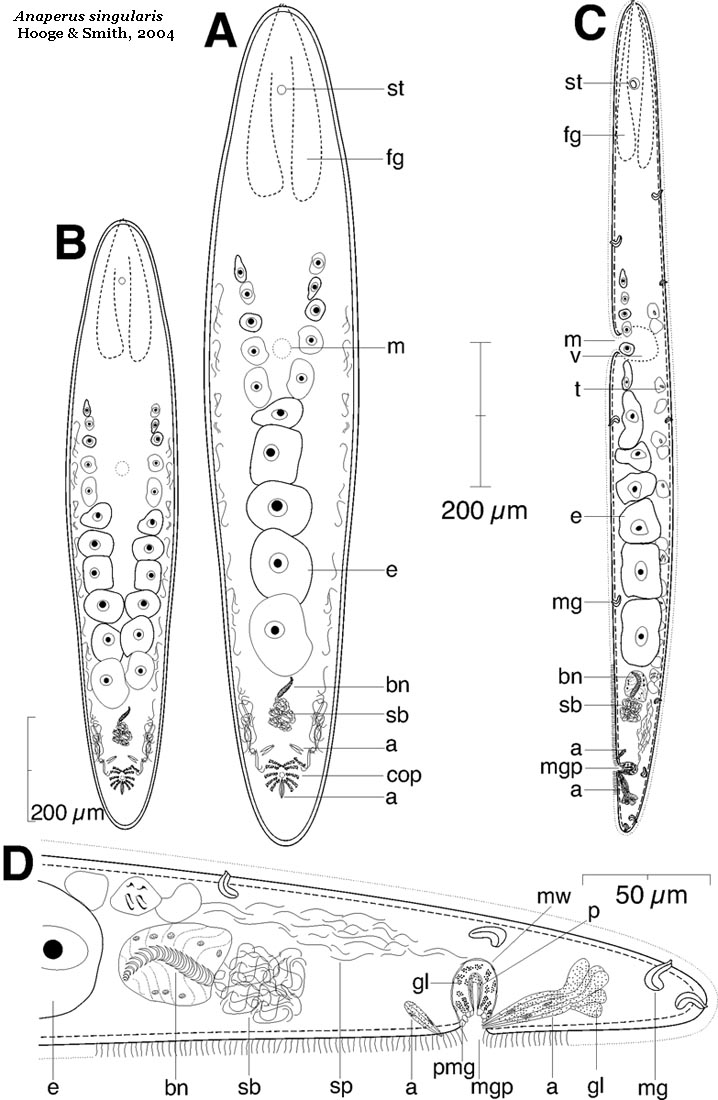 Anaperus singularis
Hooge & Smith, 2004
A
st
fg
m
e
bn
sb
a
cop
a
200 µm
B
200 µm
C
st
fg
m
v
t
e
mg
bn
sb
a
mgp
a
D
50 µm
mw
p
gl
pmg
e
bn
sb
sp
a
mgp
a
gl
mg